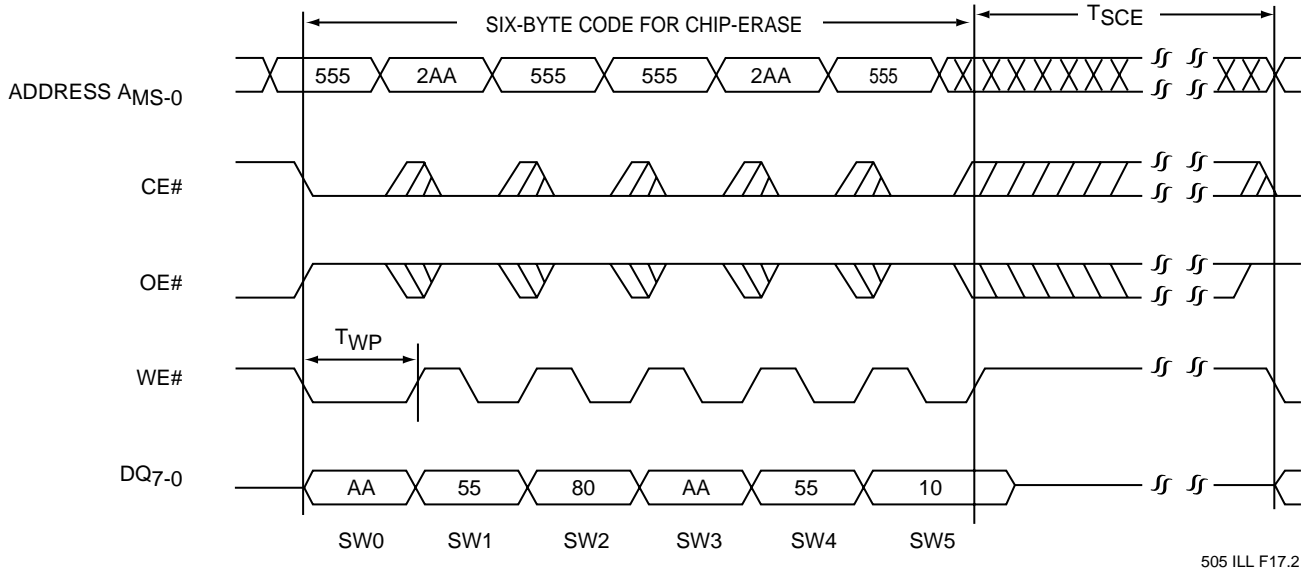 SIX-BYTE CODE FOR CHIP-ERASE TSCE
ADDRESS AMS-0 555 2AA 555 555 2AA 555
CE#
OE#
TWP
WE#
DQ7-0 AA 55 80 AA 55 10
SW0 SW1 SW2 SW3 SW4 SW5
505 ILL F17.2